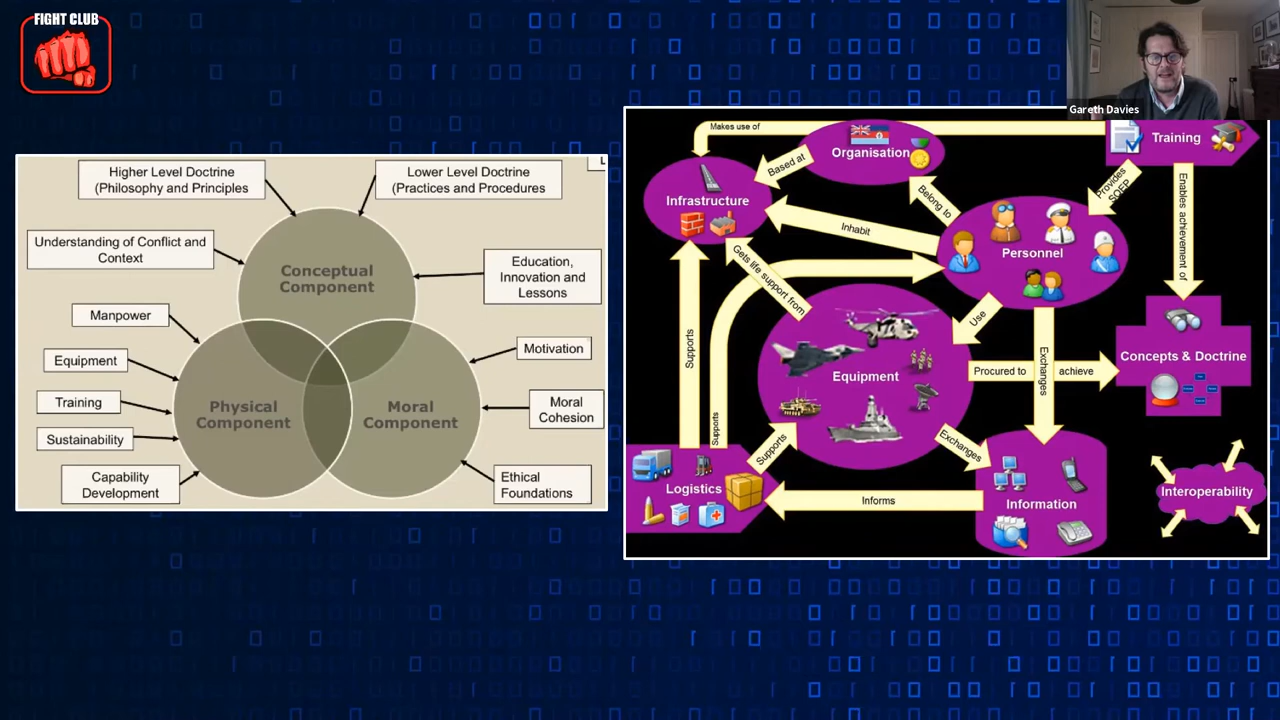 FIGHT CLUB
Gareth Davies
Higher Level Doctrine
(Philosophy and Principles
Lower Level Doctrine
(Practices and Procedures
L
Understanding of Conflict and
Context
Education,
Innovation and
Lessons
Conceptual
Component
Manpower
Equipment
Training
Sustainability
Capability
Development
Physical
Component
Moral
Component
Motivation
Moral
Cohesion
Ethical
Foundations
Makes use of
Organisation
Training
Based at
Infrastructure
Belong to
Provides
SQEP
Enables achievement of
Inhabit
Personnel
Gets life support from
Use
Supports
Supports
Equipment
Procured to
achieve
Exchanges
Concepts & Doctrine
Supports
Exchanges
Logistics
Informs
Information
Interoperability